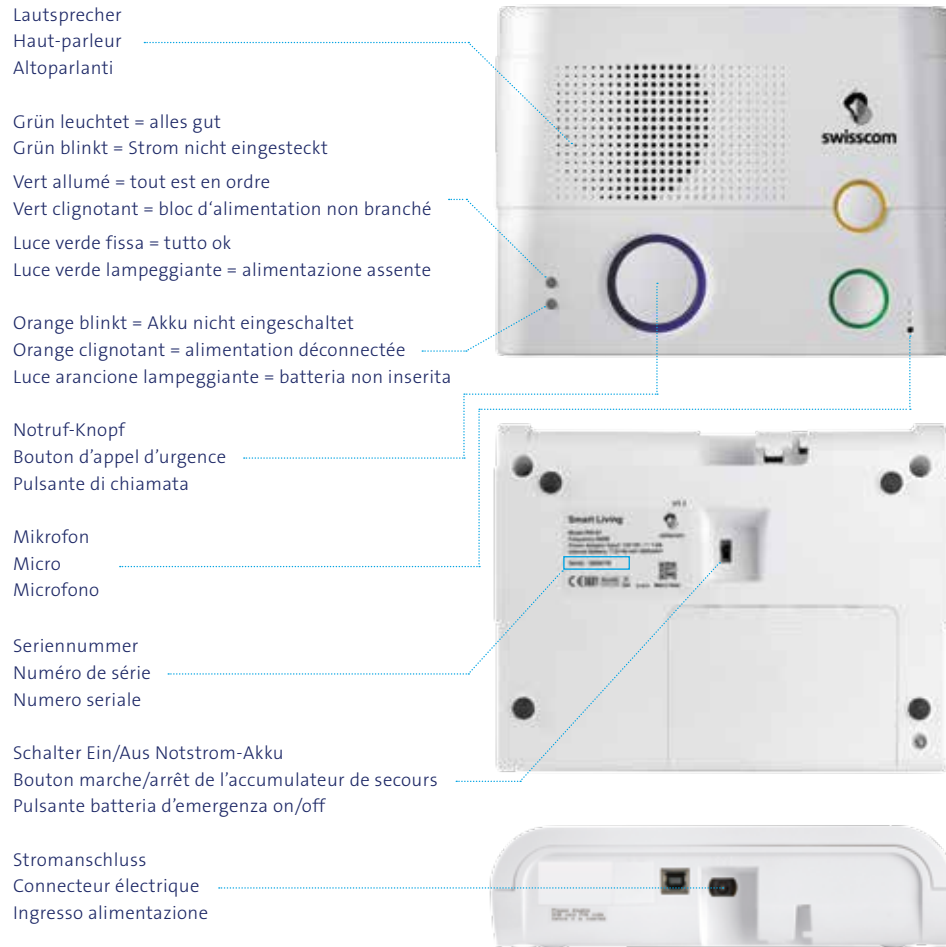 Lautsprecher
Haut-parleur
Altoparlanti
swisscom
Grün leuchtet = alles gut
Grün blinkt = Strom nicht eingesteckt
Vert allumé = tout est en ordre
Vert clignotant = bloc d‘alimentation non branché
Luce verde fissa = tutto ok
Luce verde lampeggiante = alimentazione assente
Orange blinkt = Akku nicht eingeschaltet
Orange clignotant = alimentation déconnectée
Luce arancione lampeggiante = batteria non inserita
Notruf-Knopf
Bouton d’appel d’urgence
Pulsante di chiamata
Smart Living
Mikrofon
Micro
Microfono
Seriennummer
Numéro de série
Numero seriale
Schalter Ein/Aus Notstrom-Akku
Bouton marche/arrêt de l’accumulateur de secours
Pulsante batteria d’emergenza on/off
Stromanschluss
Connecteur électrique
Ingresso alimentazione